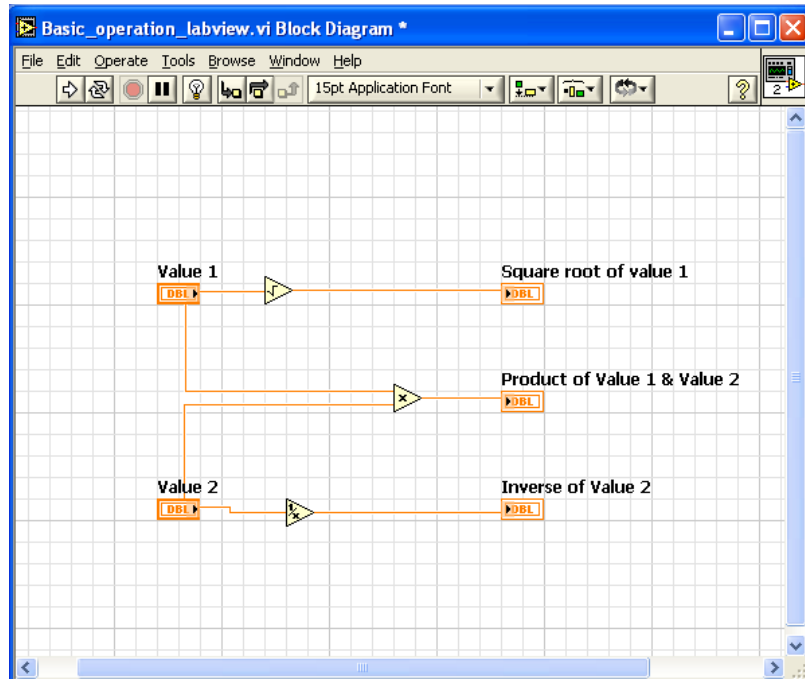 Basic_operation_labview.vi Block Diagram *
File Edit Operate Tools Browse Window Help
15pt Application Font
?
2
Value 1
DBL
√
Square root of value 1
DBL
Product of Value 1 & Value 2
x
DBL
Value 2
DBL
1/x
Inverse of Value 2
DBL